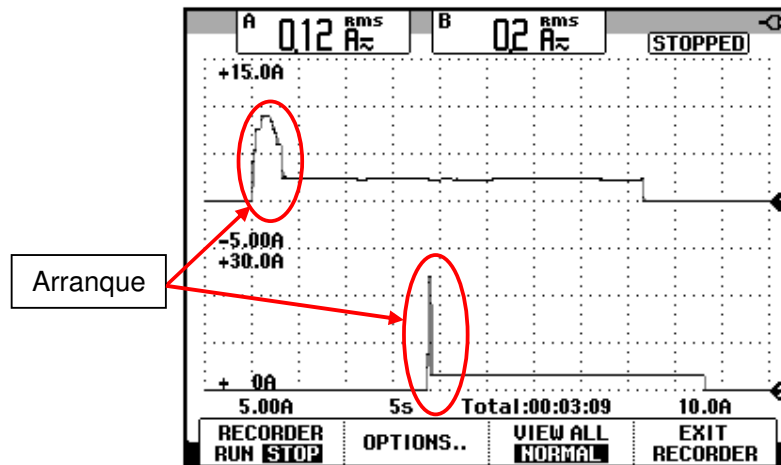 A 0.12 rms A≂ B 0.2 rms A≂
STOPPED
+15.0A
-5.00A
+30.0A
Arranque
+ 0A
5.00A 5s Total:00:03:09 10.0A
RECORDER RUN STOP
OPTIONS..
VIEW ALL NORMAL
EXIT RECORDER